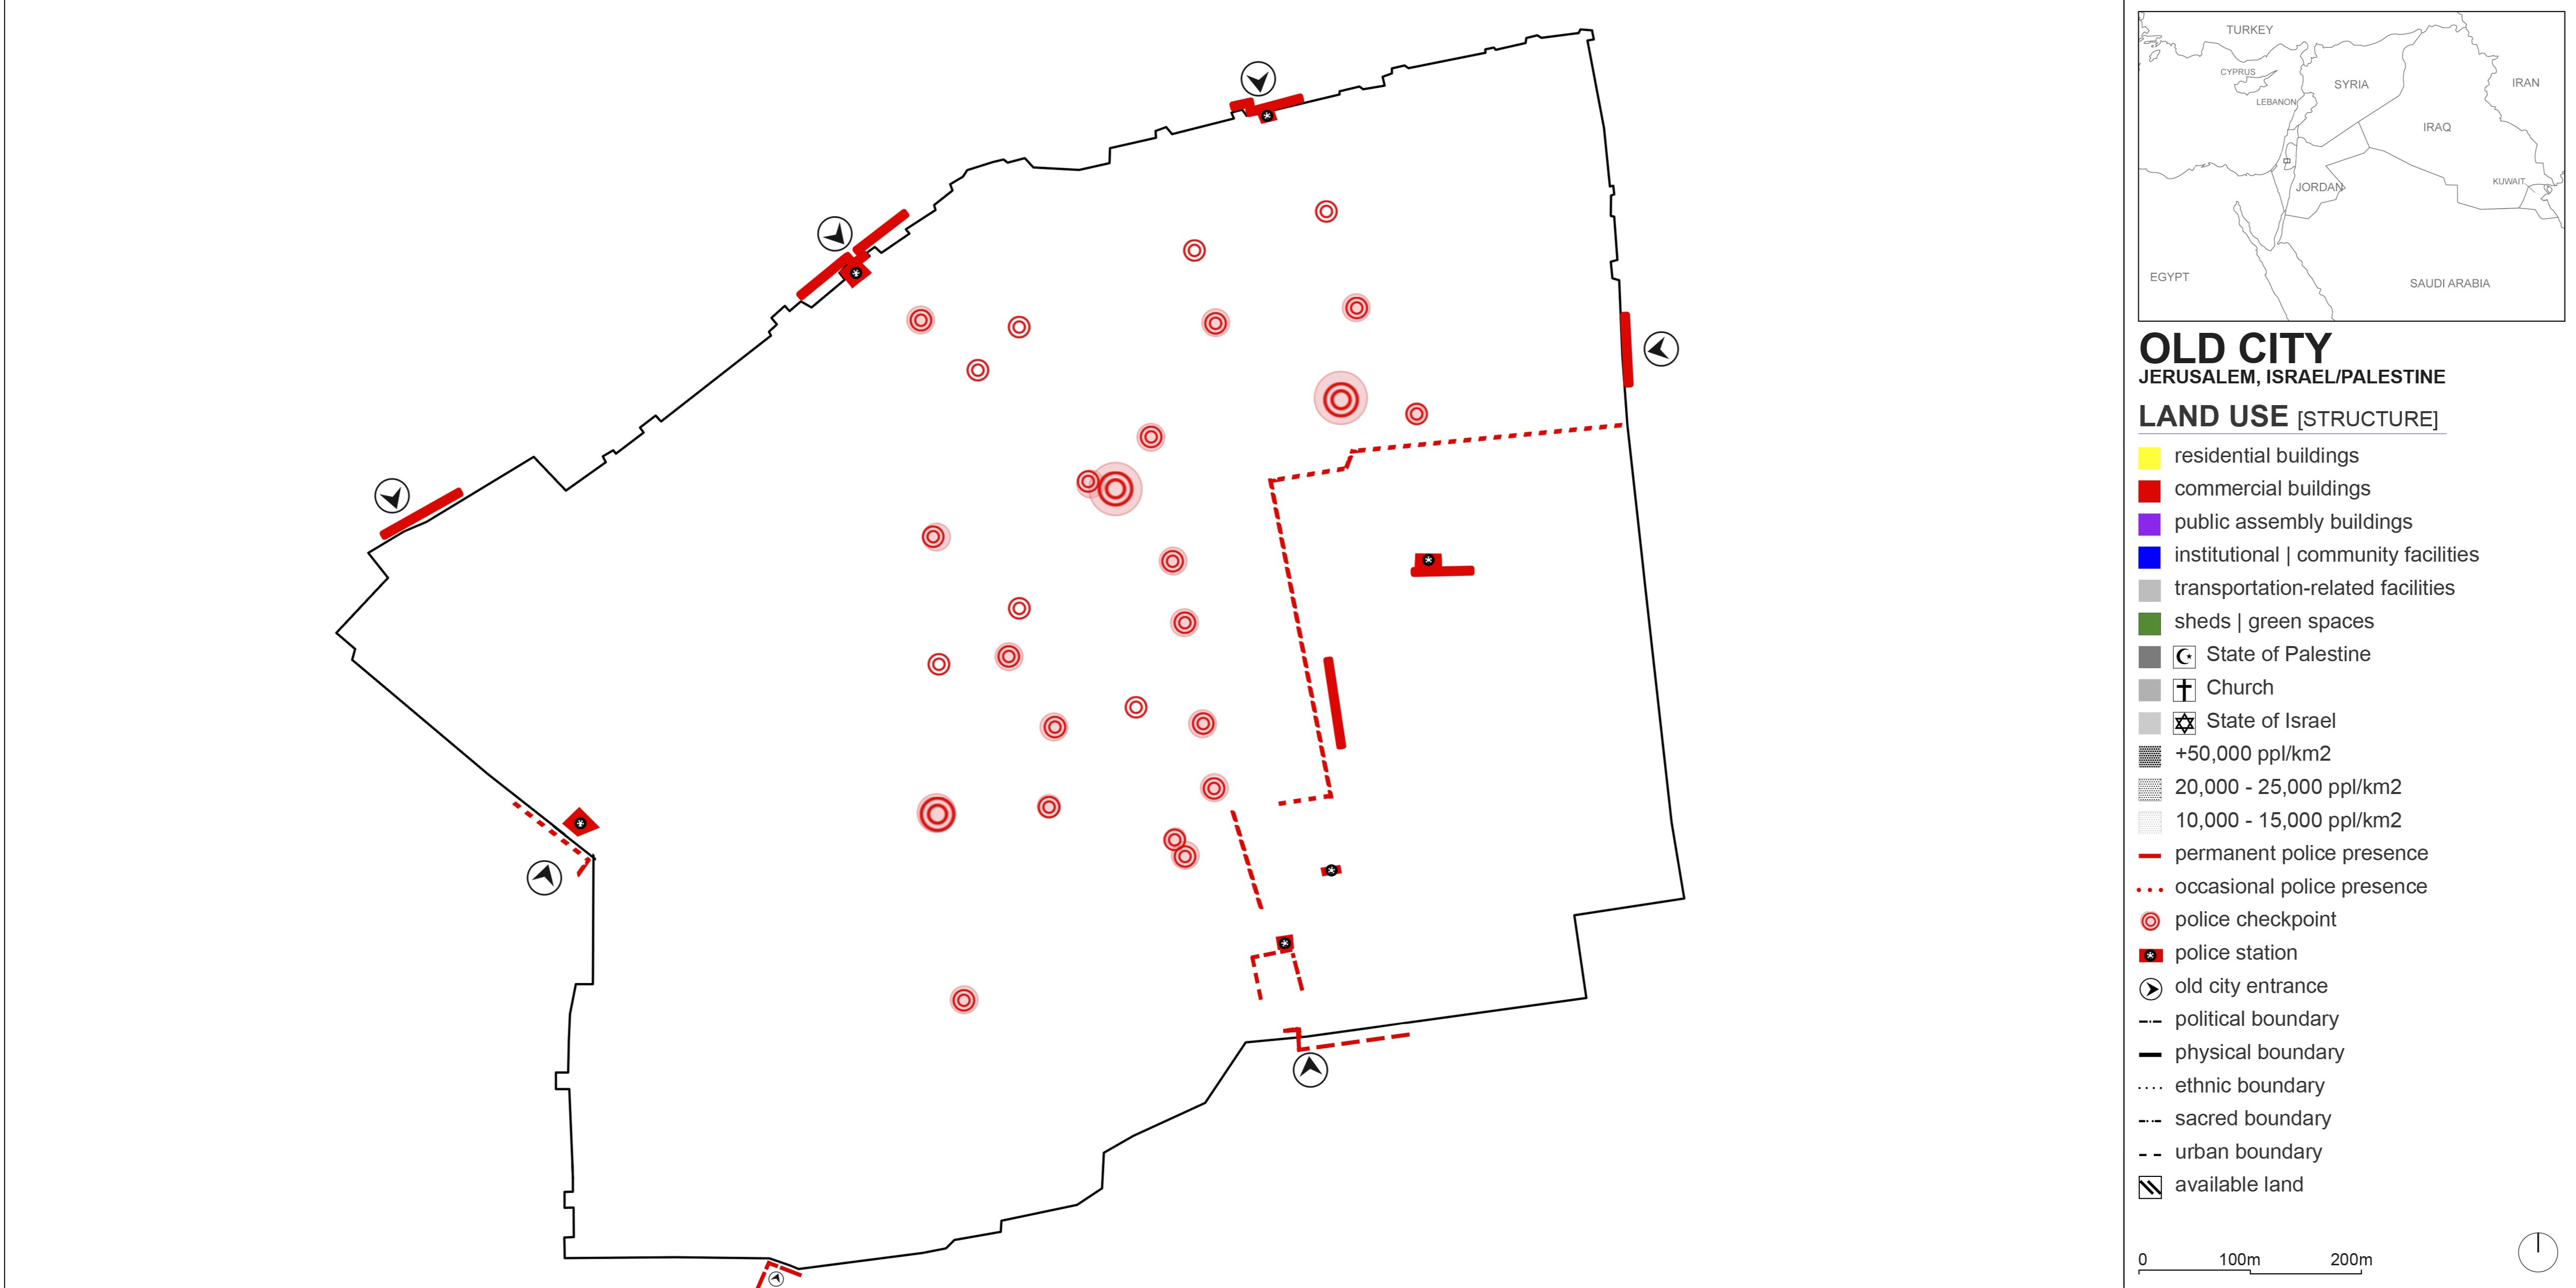 TURKEY
CYPRUS
SYRIA
IRAN
LEBANON
IRAQ
JORDAN
KUWAIT
EGYPT
SAUDI ARABIA
OLD CITY
JERUSALEM, ISRAEL/PALESTINE
LAND USE [STRUCTURE]
residential buildings
commercial buildings
public assembly buildings
institutional | community facilities
transportation-related facilities
sheds | green spaces
State of Palestine
Church
State of Israel
+50,000 ppl/km2
20,000 - 25,000 ppl/km2
10,000 - 15,000 ppl/km2
permanent police presence
occasional police presence
police checkpoint
police station
old city entrance
political boundary
physical boundary
ethnic boundary
sacred boundary
urban boundary
available land
0 100m 200m